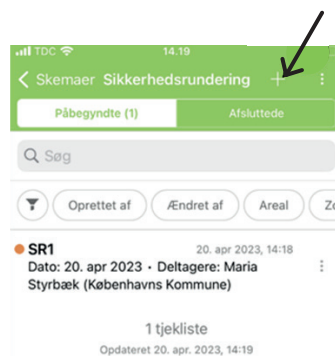 TDC 14.19
Skemaer Sikkerhedsrundering
Påbegyndte (1) Afsluttede
Søg
Oprettet af Ændret af Areal
SR1 20. apr 2023, 14:18
Dato: 20. apr 2023 · Deltagere: Maria
Styrbæk (Københavns Kommune)
1 tjekliste
Opdateret 20. apr. 2023, 14:19